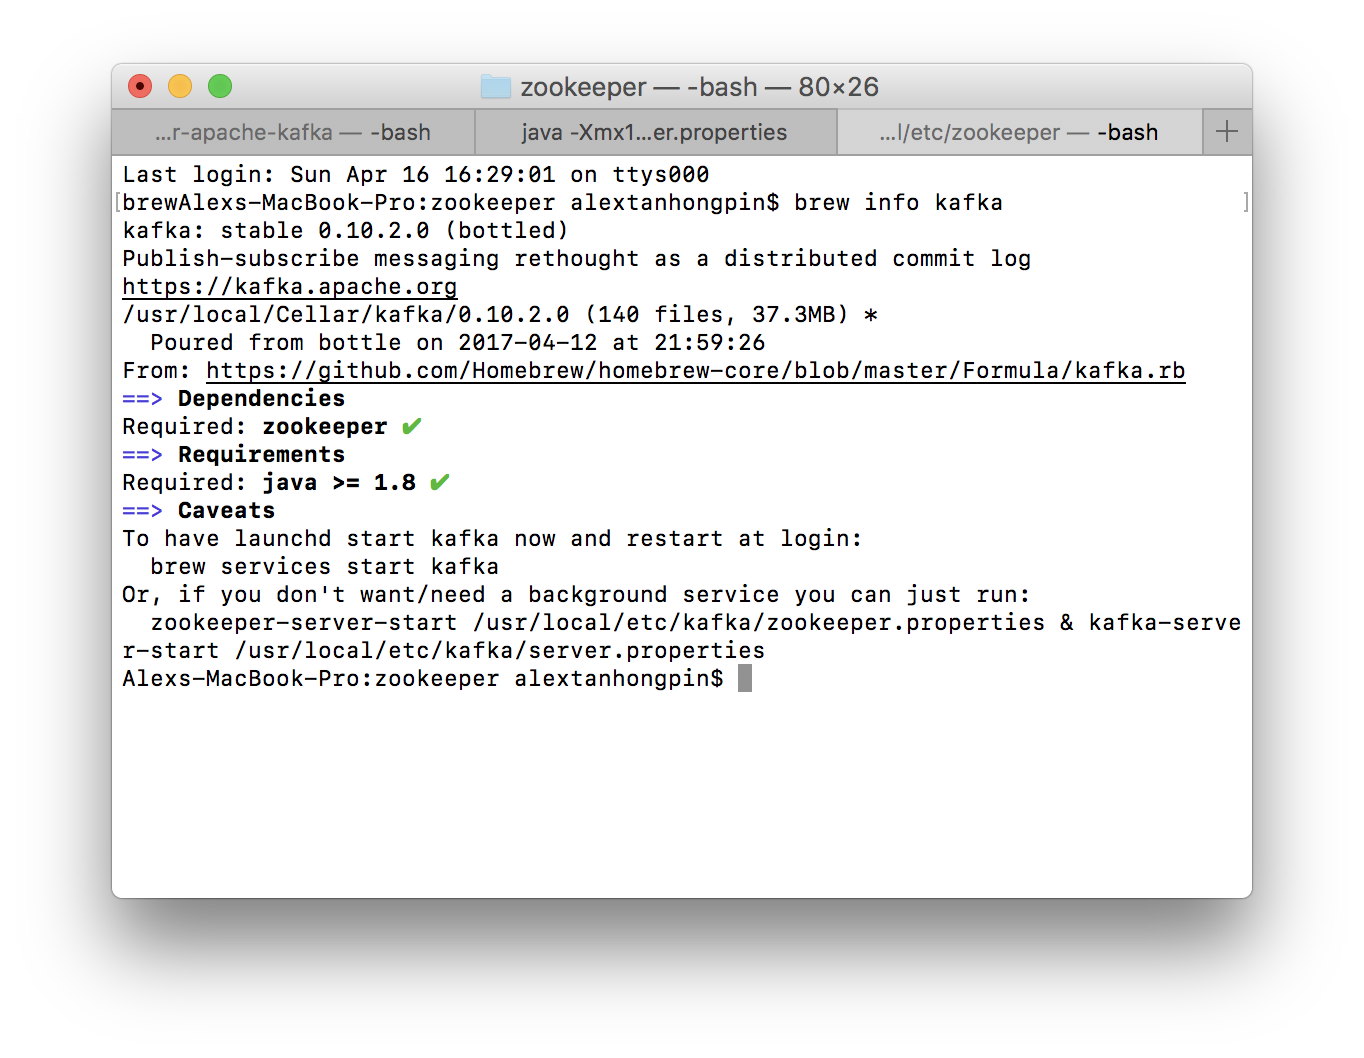 zookeeper — -bash — 80×26
...r-apache-kafka — -bash
java -Xmx1...er.properties
...l/etc/zookeeper — -bash
Last login: Sun Apr 16 16:29:01 on ttys000
[brewAlexs-MacBook-Pro:zookeeper alextanhongpin$ brew info kafka ]
kafka: stable 0.10.2.0 (bottled)
Publish-subscribe messaging rethought as a distributed commit log
https://kafka.apache.org
/usr/local/Cellar/kafka/0.10.2.0 (140 files, 37.3MB) *
  Poured from bottle on 2017-04-12 at 21:59:26
From: https://github.com/Homebrew/homebrew-core/blob/master/Formula/kafka.rb
==> Dependencies
Required: zookeeper ✔
==> Requirements
Required: java >= 1.8 ✔
==> Caveats
To have launchd start kafka now and restart at login:
  brew services start kafka
Or, if you don't want/need a background service you can just run:
  zookeeper-server-start /usr/local/etc/kafka/zookeeper.properties & kafka-serve
r-start /usr/local/etc/kafka/server.properties
Alexs-MacBook-Pro:zookeeper alextanhongpin$